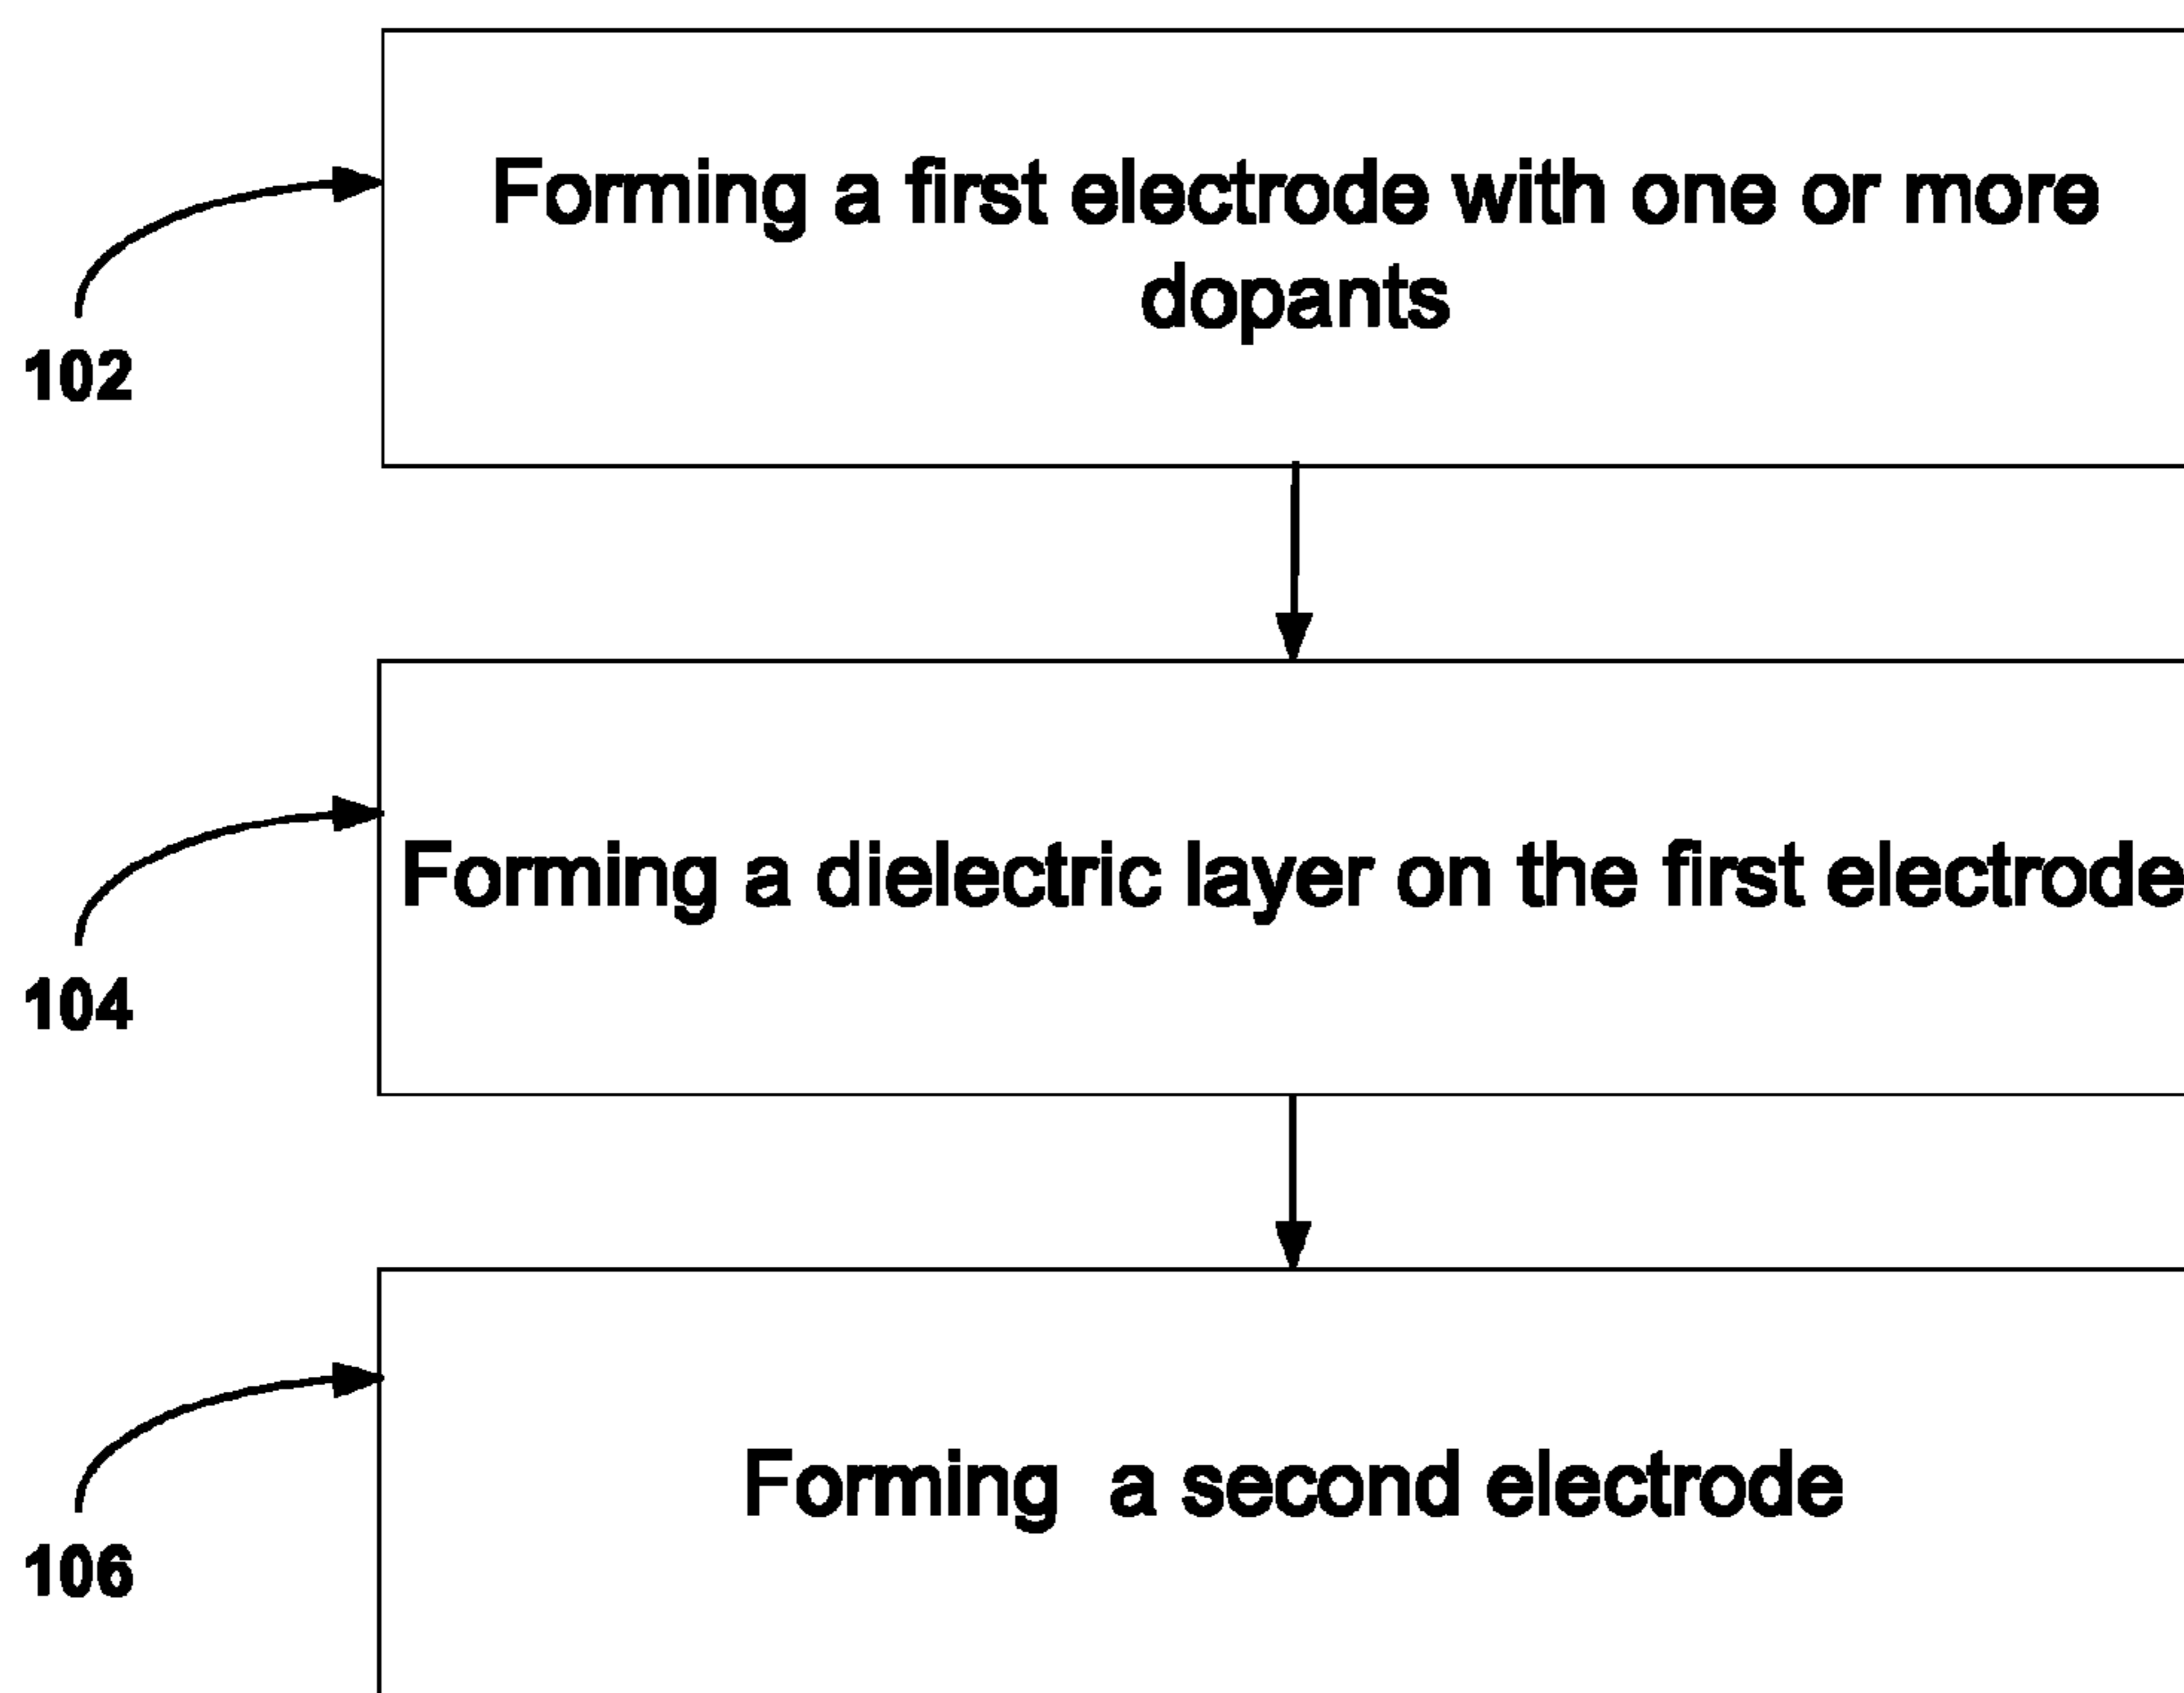 Forming a first electrode with one or more
dopants
102
Forming a dielectric layer on the first electrode
104
Forming a second electrode
106